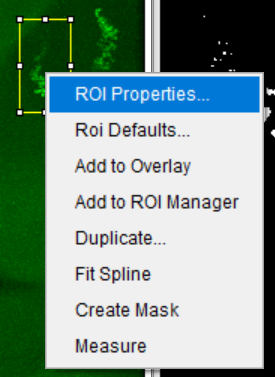 ROI Properties...
Roi Defaults...
Add to Overlay
Add to ROI Manager
Duplicate...
Fit Spline
Create Mask
Measure